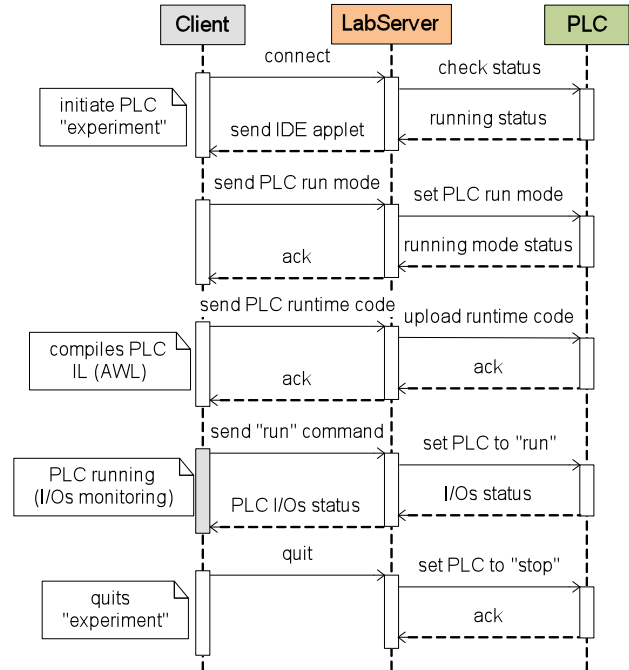 Client
LabServer
PLC
connect
check status
initiate PLC
"experiment"
send IDE applet
running status
send PLC run mode
set PLC run mode
ack
running mode status
send PLC runtime code
upload runtime code
compiles PLC
IL (AWL)
ack
ack
send "run" command
set PLC to "run"
PLC running
(I/Os monitoring)
PLC I/Os status
I/Os status
quit
set PLC to "stop"
quits
"experiment"
ack